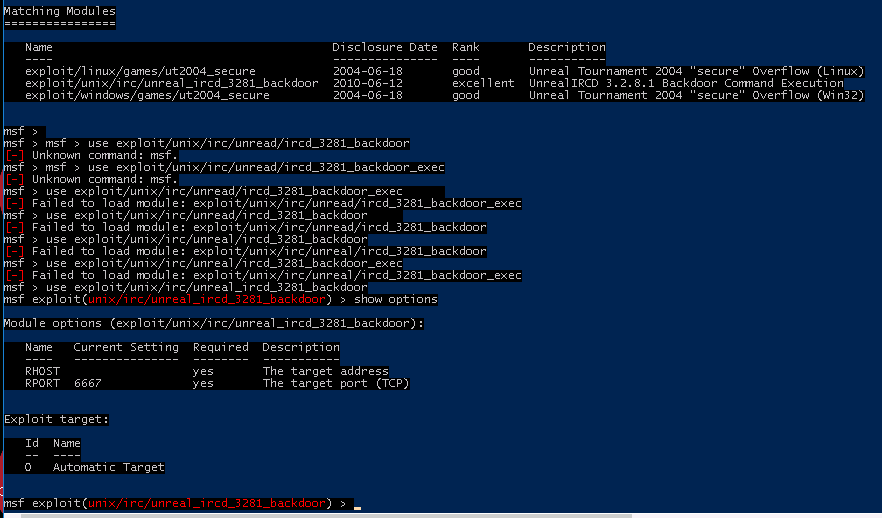 Matching Modules
================
Name Disclosure Date Rank Description
---- --------------- ---- -----------
exploit/linux/games/ut2004_secure 2004-06-18 good Unreal Tournament 2004 "secure" Overflow (Linux)
exploit/unix/irc/unreal_ircd_3281_backdoor 2010-06-12 excellent UnrealIRCD 3.2.8.1 Backdoor Command Execution
exploit/windows/games/ut2004_secure 2004-06-18 good Unreal Tournament 2004 "secure" Overflow (Win32)
msf >
msf > msf > use exploit/unix/irc/unread/ircd_3281_backdoor
[-] Unknown command: msf.
msf > msf > use exploit/unix/irc/unread/ircd_3281_backdoor_exec
[-] Unknown command: msf.
msf > use exploit/unix/irc/unread/ircd_3281_backdoor_exec
[-] Failed to load module: exploit/unix/irc/unread/ircd_3281_backdoor_exec
msf > use exploit/unix/irc/unread/ircd_3281_backdoor
[-] Failed to load module: exploit/unix/irc/unread/ircd_3281_backdoor
msf > use exploit/unix/irc/unreal/ircd_3281_backdoor
[-] Failed to load module: exploit/unix/irc/unreal/ircd_3281_backdoor
msf > use exploit/unix/irc/unreal/ircd_3281_backdoor_exec
[-] Failed to load module: exploit/unix/irc/unreal/ircd_3281_backdoor_exec
msf > use exploit/unix/irc/unreal_ircd_3281_backdoor
msf exploit(unix/irc/unreal_ircd_3281_backdoor) > show options
Module options (exploit/unix/irc/unreal_ircd_3281_backdoor):
Name Current Setting Required Description
---- --------------- -------- -----------
RHOST yes The target address
RPORT 6667 yes The target port (TCP)
Exploit target:
Id Name
-- ----
0 Automatic Target
msf exploit(unix/irc/unreal_ircd_3281_backdoor) >